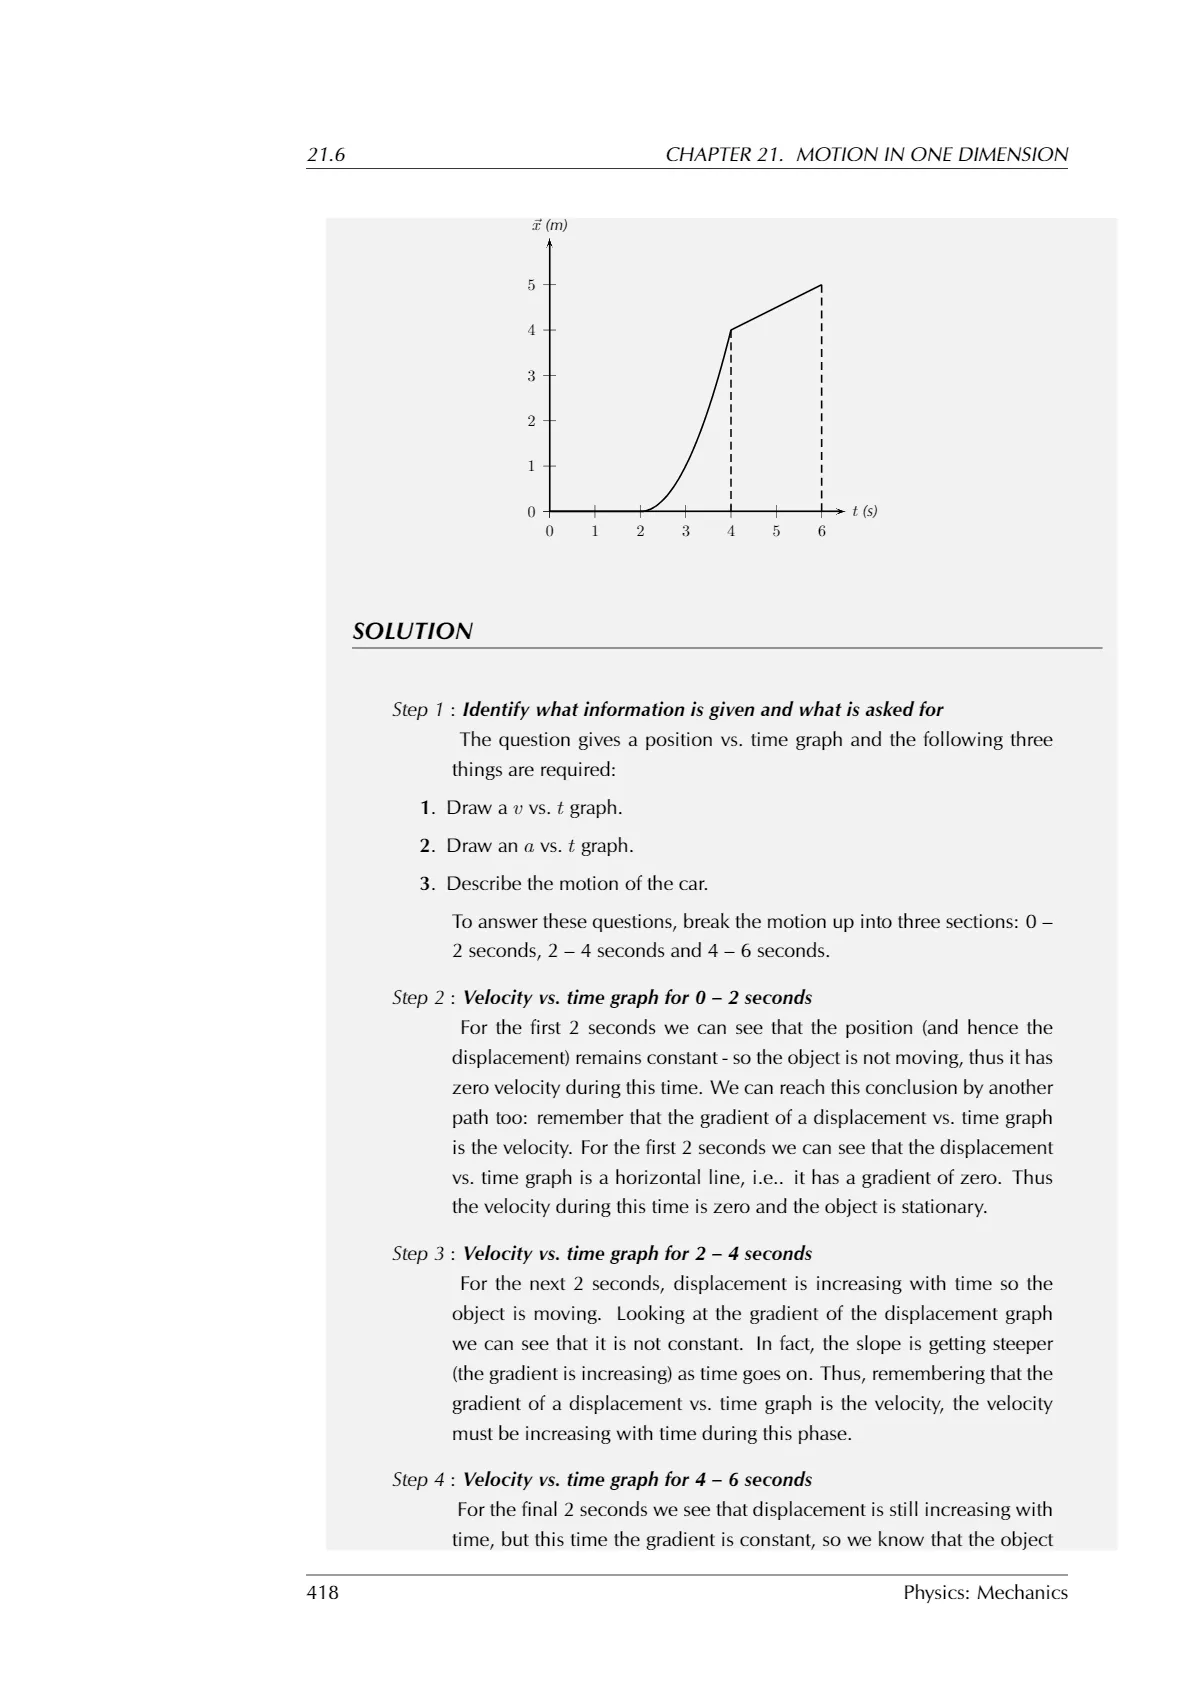 21.6 CHAPTER 21. MOTION IN ONE DIMENSION
x⃗ (m)
5
4
3
2
1
0
t (s)
0 1 2 3 4 5 6
SOLUTION
Step 1 : Identify what information is given and what is asked for
The question gives a position vs. time graph and the following three
things are required:
1. Draw a v vs. t graph.
2. Draw an a vs. t graph.
3. Describe the motion of the car.
To answer these questions, break the motion up into three sections: 0 –
2 seconds, 2 – 4 seconds and 4 – 6 seconds.
Step 2 : Velocity vs. time graph for 0 – 2 seconds
For the first 2 seconds we can see that the position (and hence the
displacement) remains constant - so the object is not moving, thus it has
zero velocity during this time. We can reach this conclusion by another
path too: remember that the gradient of a displacement vs. time graph
is the velocity. For the first 2 seconds we can see that the displacement
vs. time graph is a horizontal line, i.e.. it has a gradient of zero. Thus
the velocity during this time is zero and the object is stationary.
Step 3 : Velocity vs. time graph for 2 – 4 seconds
For the next 2 seconds, displacement is increasing with time so the
object is moving. Looking at the gradient of the displacement graph
we can see that it is not constant. In fact, the slope is getting steeper
(the gradient is increasing) as time goes on. Thus, remembering that the
gradient of a displacement vs. time graph is the velocity, the velocity
must be increasing with time during this phase.
Step 4 : Velocity vs. time graph for 4 – 6 seconds
For the final 2 seconds we see that displacement is still increasing with
time, but this time the gradient is constant, so we know that the object
418 Physics: Mechanics